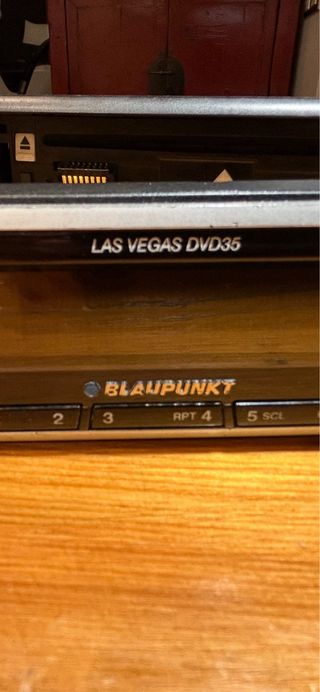 LAS VEGAS DVD35
BLAUPUNKT
2 3 RPT 4 5 SCL